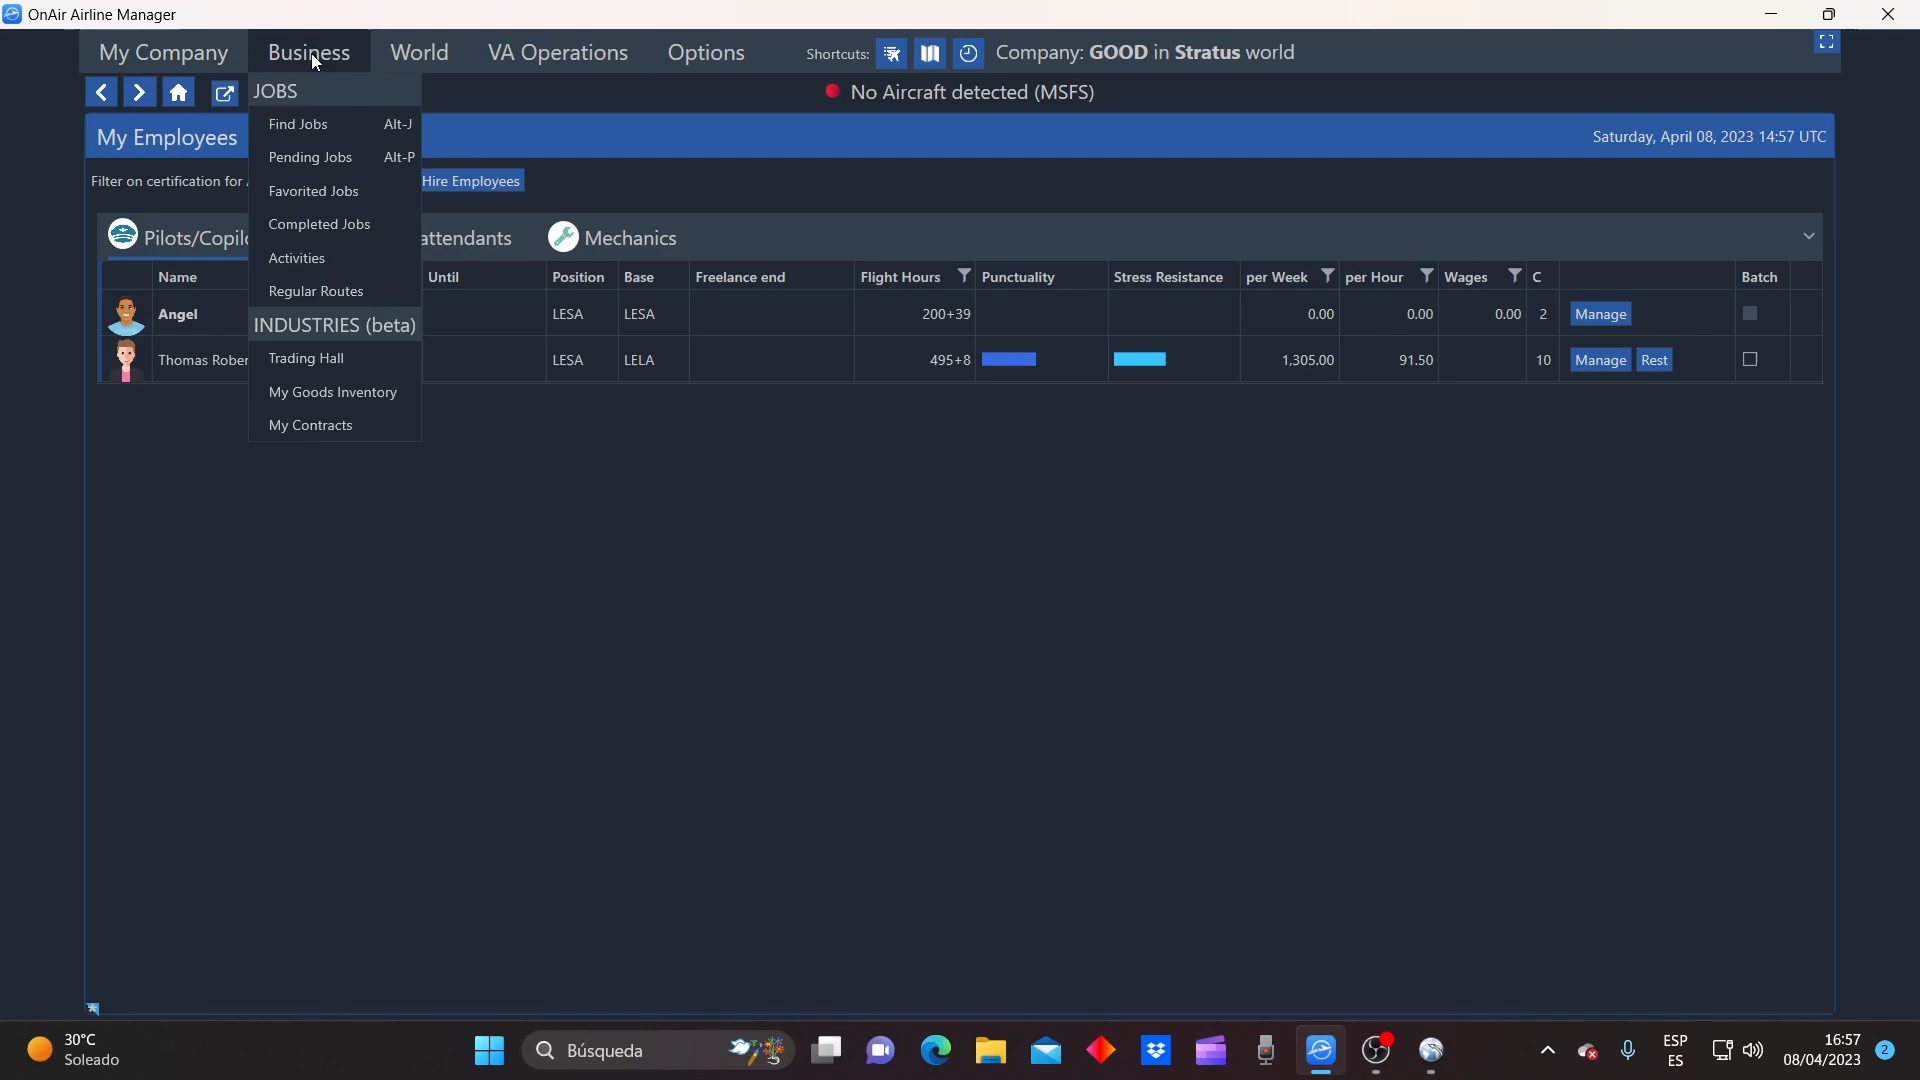 OnAir Airline Manager
My Company Business World VA Operations Options Shortcuts: Company: GOOD in Stratus world
JOBS
No Aircraft detected (MSFS)
Find Jobs Alt-J
Pending Jobs Alt-P
Favorited Jobs
Completed Jobs
Activities
Regular Routes
INDUSTRIES (beta)
Trading Hall
My Goods Inventory
My Contracts
My Employees
Saturday, April 08, 2023 14:57 UTC
Filter on certification for
Hire Employees
Pilots/Copil
attendants
Mechanics
Name Until Position Base Freelance end Flight Hours Punctuality Stress Resistance per Week per Hour Wages C Batch
Angel LESA LESA 200+39 0.00 0.00 0.00 2 Manage
Thomas Rober LESA LELA 495+8 1,305.00 91.50 10 Manage Rest
30°C
Soleado
Búsqueda
ESP
ES
16:57
08/04/2023
2